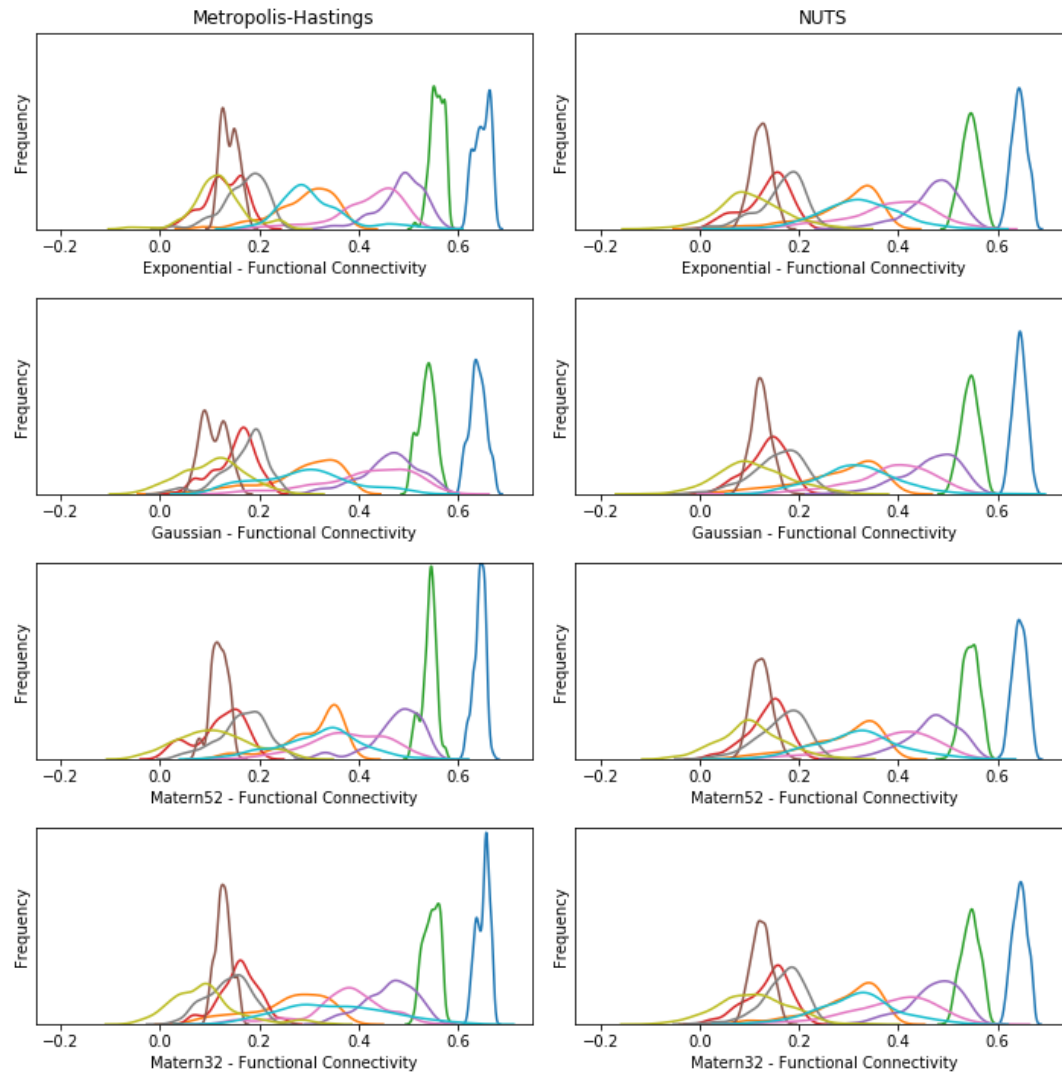 Metropolis-Hastings NUTS
Frequency Frequency
−0.2 0.0 0.2 0.4 0.6 −0.2 0.0 0.2 0.4 0.6
Exponential - Functional Connectivity Exponential - Functional Connectivity
Frequency Frequency
−0.2 0.0 0.2 0.4 0.6 −0.2 0.0 0.2 0.4 0.6
Gaussian - Functional Connectivity Gaussian - Functional Connectivity
Frequency Frequency
−0.2 0.0 0.2 0.4 0.6 −0.2 0.0 0.2 0.4 0.6
Matern52 - Functional Connectivity Matern52 - Functional Connectivity
Frequency Frequency
−0.2 0.0 0.2 0.4 0.6 −0.2 0.0 0.2 0.4 0.6
Matern32 - Functional Connectivity Matern32 - Functional Connectivity